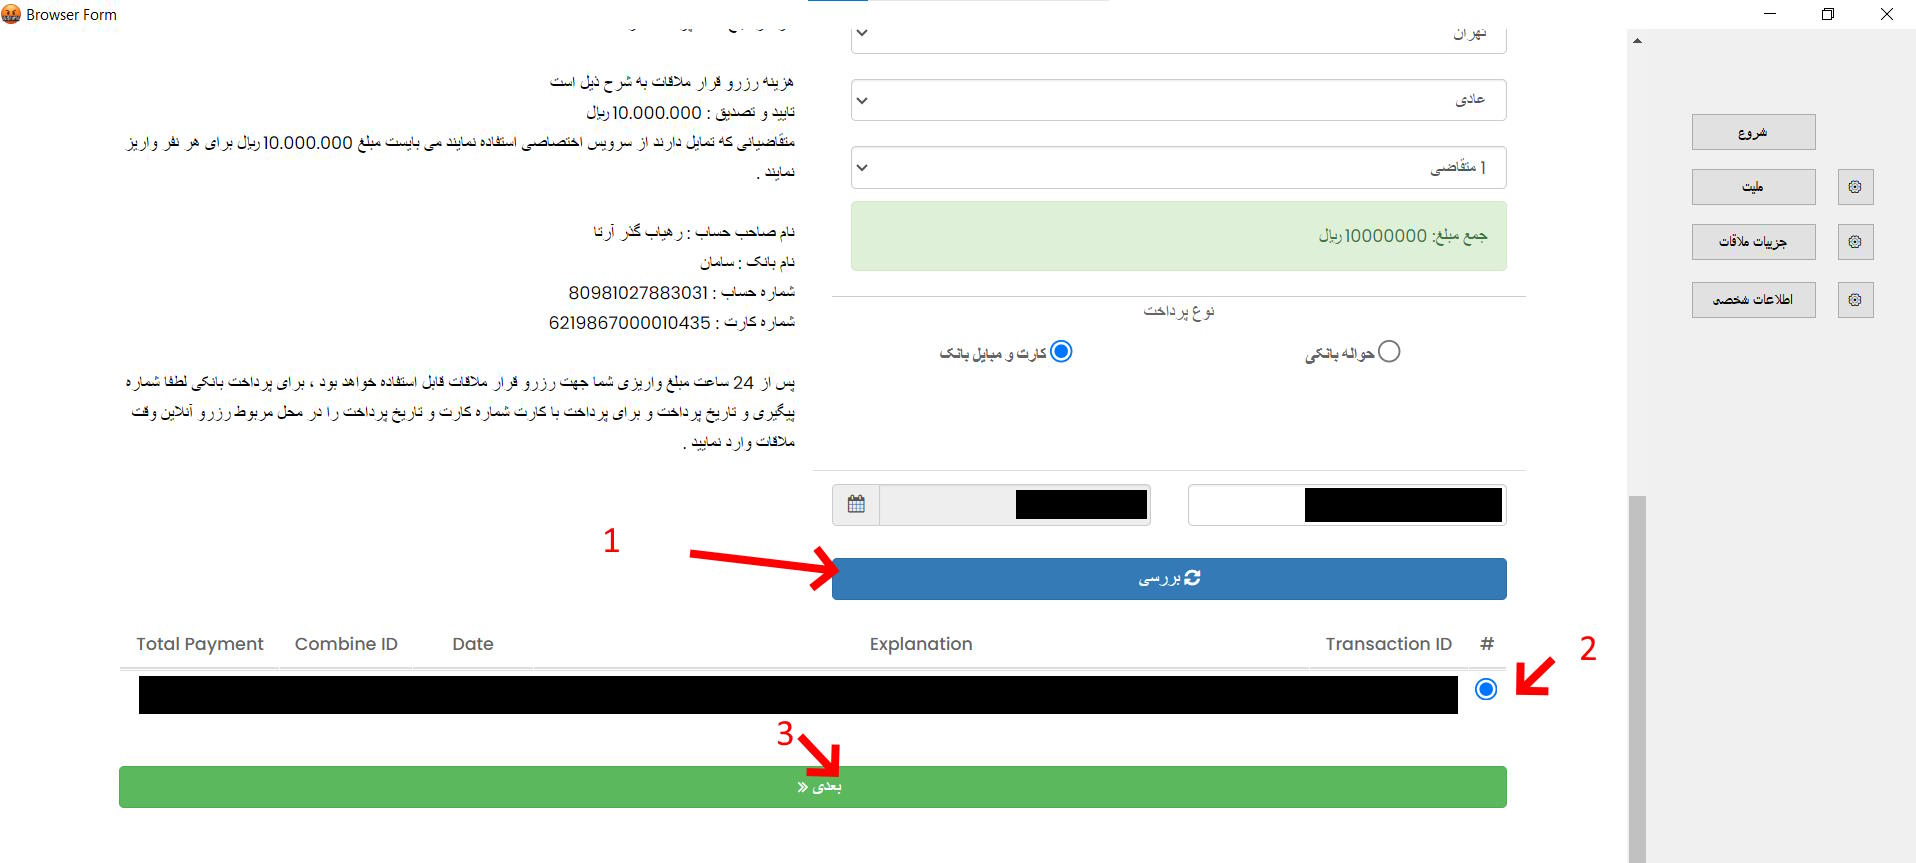 Browser Form
تهران
هزینه رزرو قرار ملاقات به شرح ذیل است
تایید و تصدیق : 10.000.000 ریال
متقاضیانی که تمایل دارند از سرویس اختصاصی استفاده نمایند می بایست مبلغ 10.000.000 ریال برای هر نفر واریز
نمایند .
نام صاحب حساب : رهیاب گذر آرتا
نام بانک : سامان
شماره حساب : 80981027883031
شماره کارت : 6219867000010435
پس از 24 ساعت مبلغ واریزی شما جهت رزرو قرار ملاقات قابل استفاده خواهد بود ، برای پرداخت بانکی لطفا شماره
پیگیری و تاریخ پرداخت و برای پرداخت با کارت شماره کارت و تاریخ پرداخت را در محل مربوط رزرو آنلاین وقت
ملاقات وارد نمایید .
عادی
1 متقاضی
جمع مبلغ: 10000000 ریال
نوع پرداخت
حواله بانکی
کارت و مبایل بانک
1
بررسی
Total Payment Combine ID Date Explanation Transaction ID #
2
3
بعدی »
شروع
ملیت
جزییات ملاقات
اطلاعات شخصی